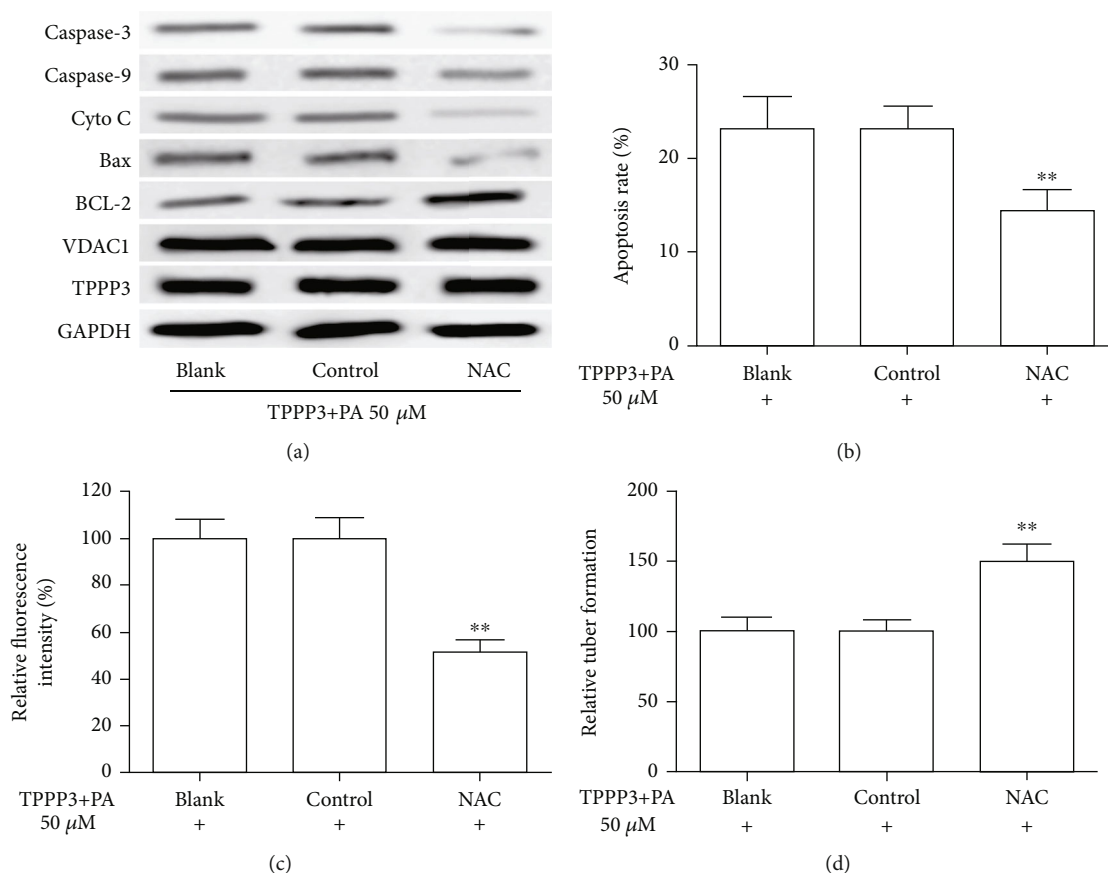 Caspase-3
Caspase-9
Cyto C
Bax
BCL-2
VDAC1
TPPP3
GAPDH
Blank Control NAC
TPPP3+PA 50 μM
(a)
Apoptosis rate (%)
30
20
10
0
TPPP3+PA
50 μM
Blank Control NAC
+ + +
**
(b)
Relative fluorescence
intensity (%)
120
100
80
60
40
20
0
TPPP3+PA
50 μM
Blank Control NAC
+ + +
**
(c)
Relative tuber formation
200
150
100
50
0
TPPP3+PA
50 μM
Blank Control NAC
+ + +
**
(d)